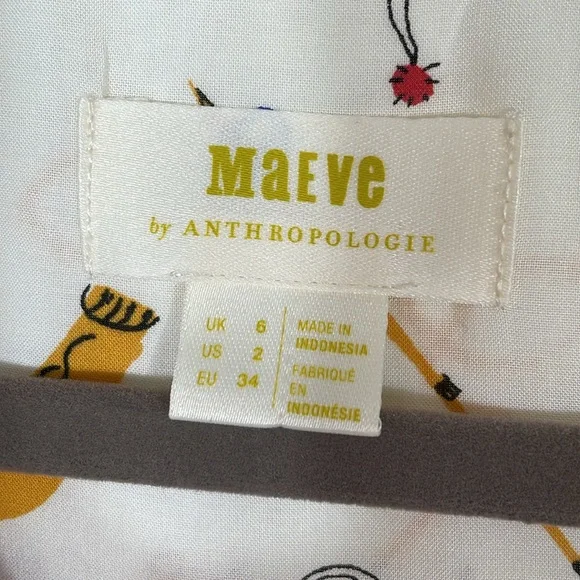 Maeve
by ANTHROPOLOGIE
UK 6
US 2
EU 34
MADE IN
INDONESIA
FABRIQUÉ
EN
INDONÉSIE